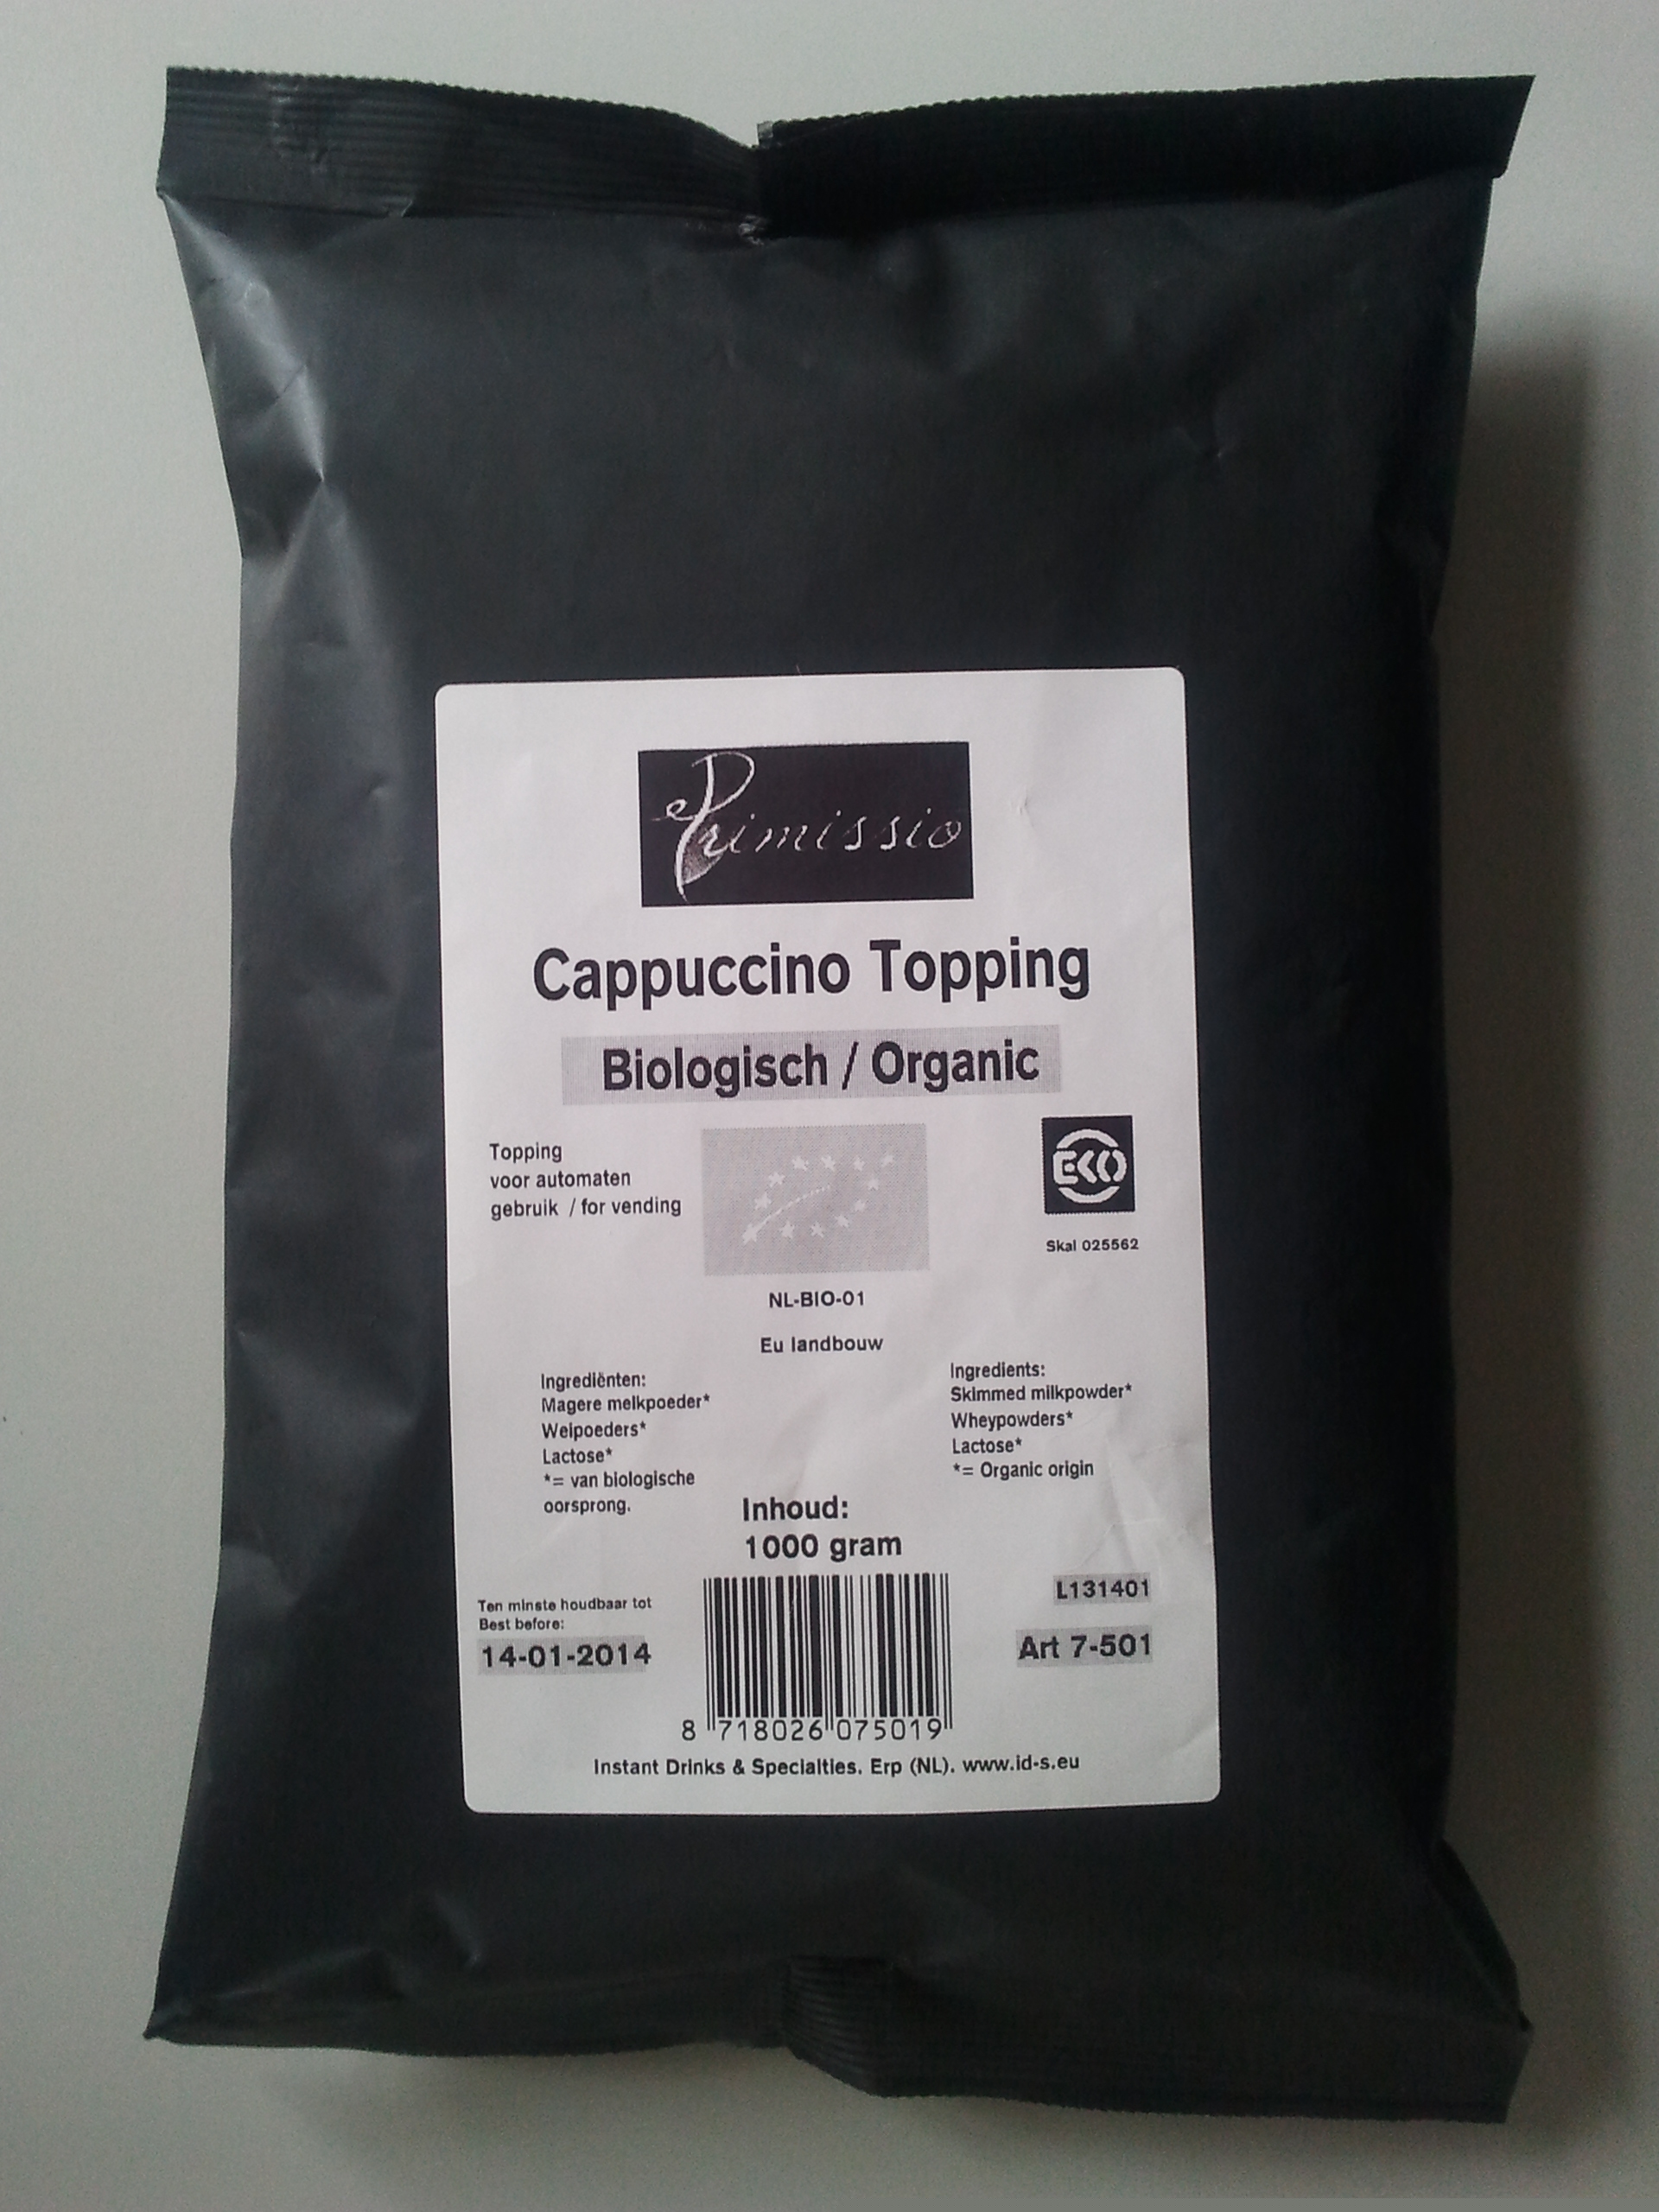 Primissio
Cappuccino Topping
Biologisch / Organic
Topping
voor automaten
gebruik / for vending
EKO
Skal 025562
NL-BIO-01
Eu landbouw
Ingrediënten:
Magere melkpoeder*
Weipoeders*
Lactose*
*= van biologische
oorsprong.
Ingredients:
Skimmed milkpowder*
Wheypowders*
Lactose*
*= Organic origin
Inhoud:
1000 gram
Ten minste houdbaar tot
Best before:
14-01-2014
L131401
Art 7-501
8 718026 075019
Instant Drinks & Specialties. Erp (NL). www.id-s.eu